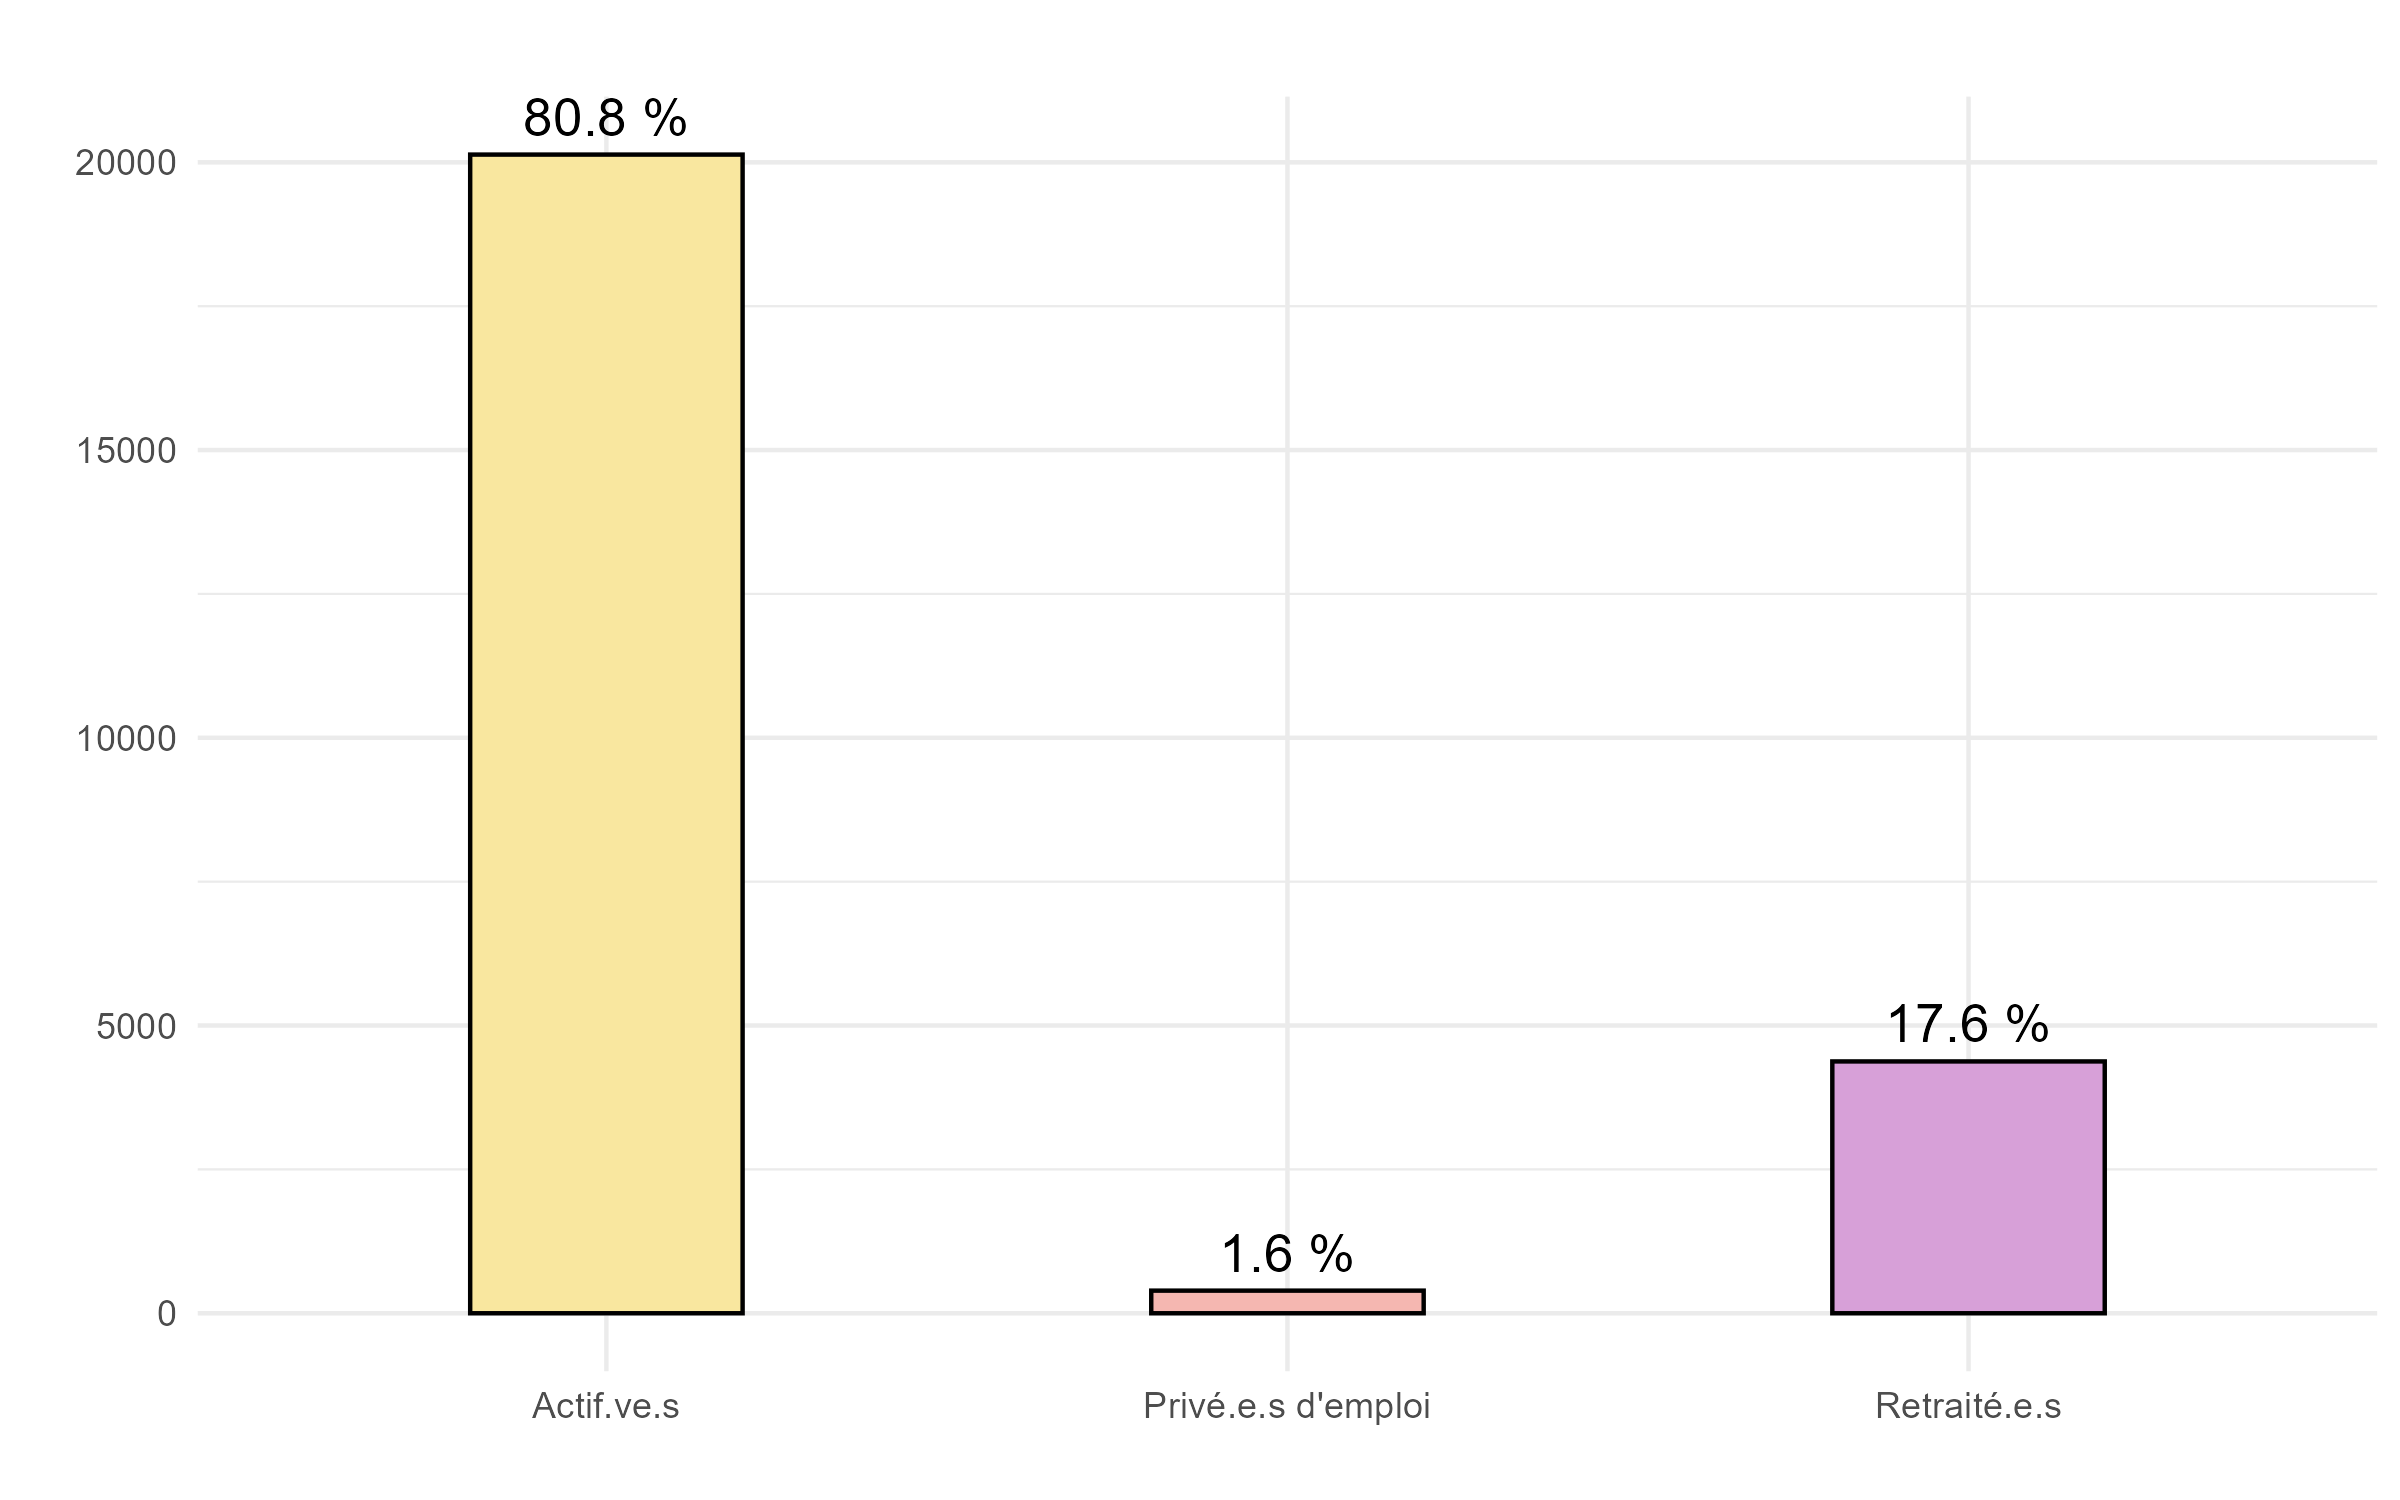 80.8 %
20000
15000
10000
5000
17.6 %
1.6 %
0
Actif.ve.s
Privé.e.s d'emploi
Retraité.e.s